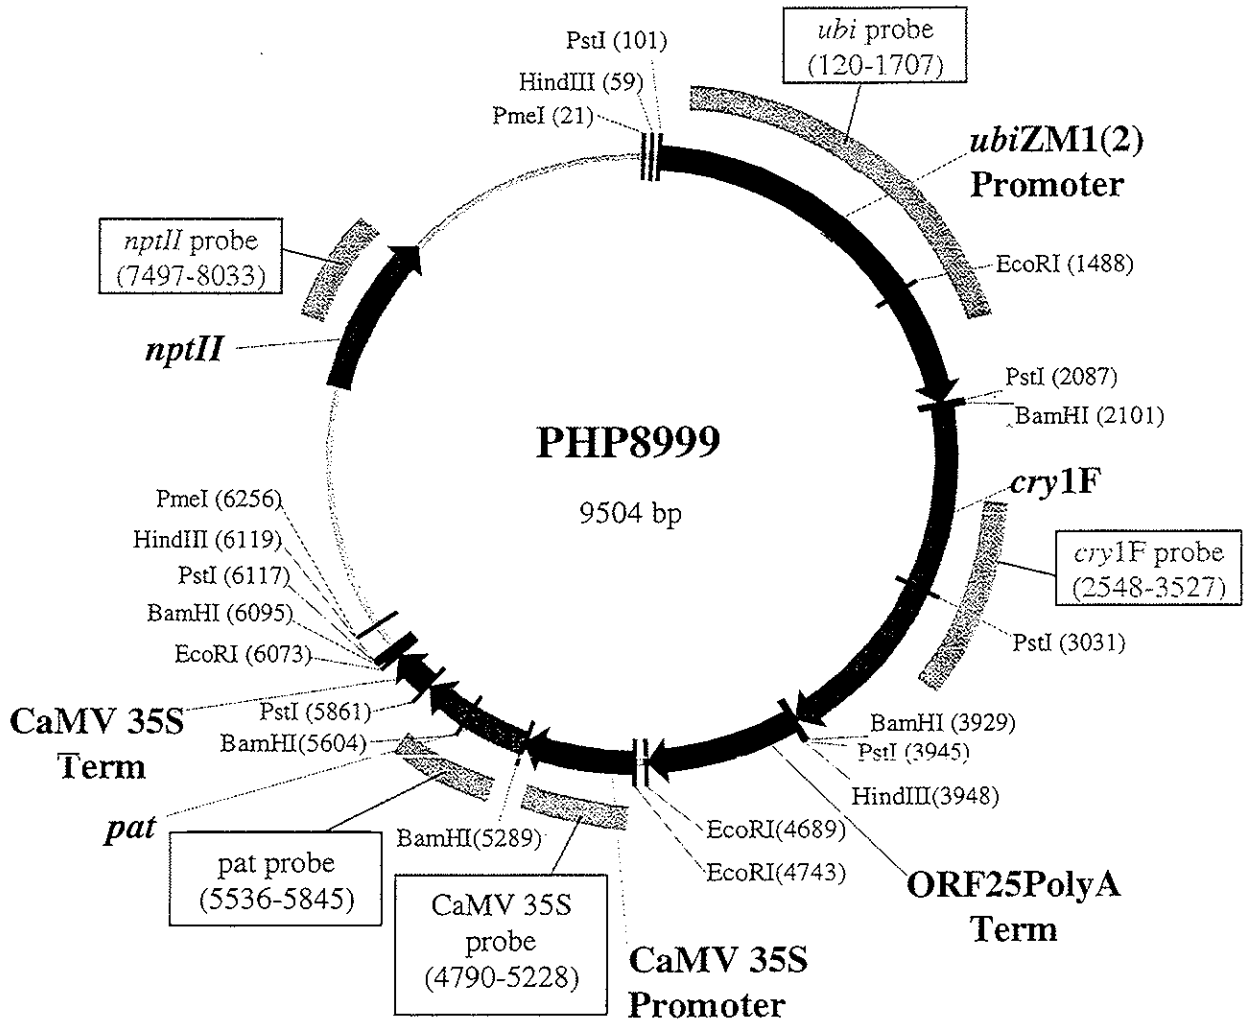 PstI (101)
HindIII (59)
PmeI (21)
ubi probe
(120-1707)
ubiZM1(2)
Promoter
EcoRI (1488)
PstI (2087)
BamHI (2101)
cry1F
cry1F probe
(2548-3527)
PstI (3031)
BamHI (3929)
PstI (3945)
HindIII(3948)
ORF25PolyA
Term
EcoRI(4689)
EcoRI(4743)
CaMV 35S
Promoter
CaMV 35S
probe
(4790-5228)
BamHI(5289)
pat probe
(5536-5845)
pat
BamHI(5604)
PstI (5861)
CaMV 35S
Term
EcoRI (6073)
BamHI (6095)
PstI (6117)
HindIII (6119)
PmeI (6256)
nptII
nptII probe
(7497-8033)
PHP8999
9504 bp